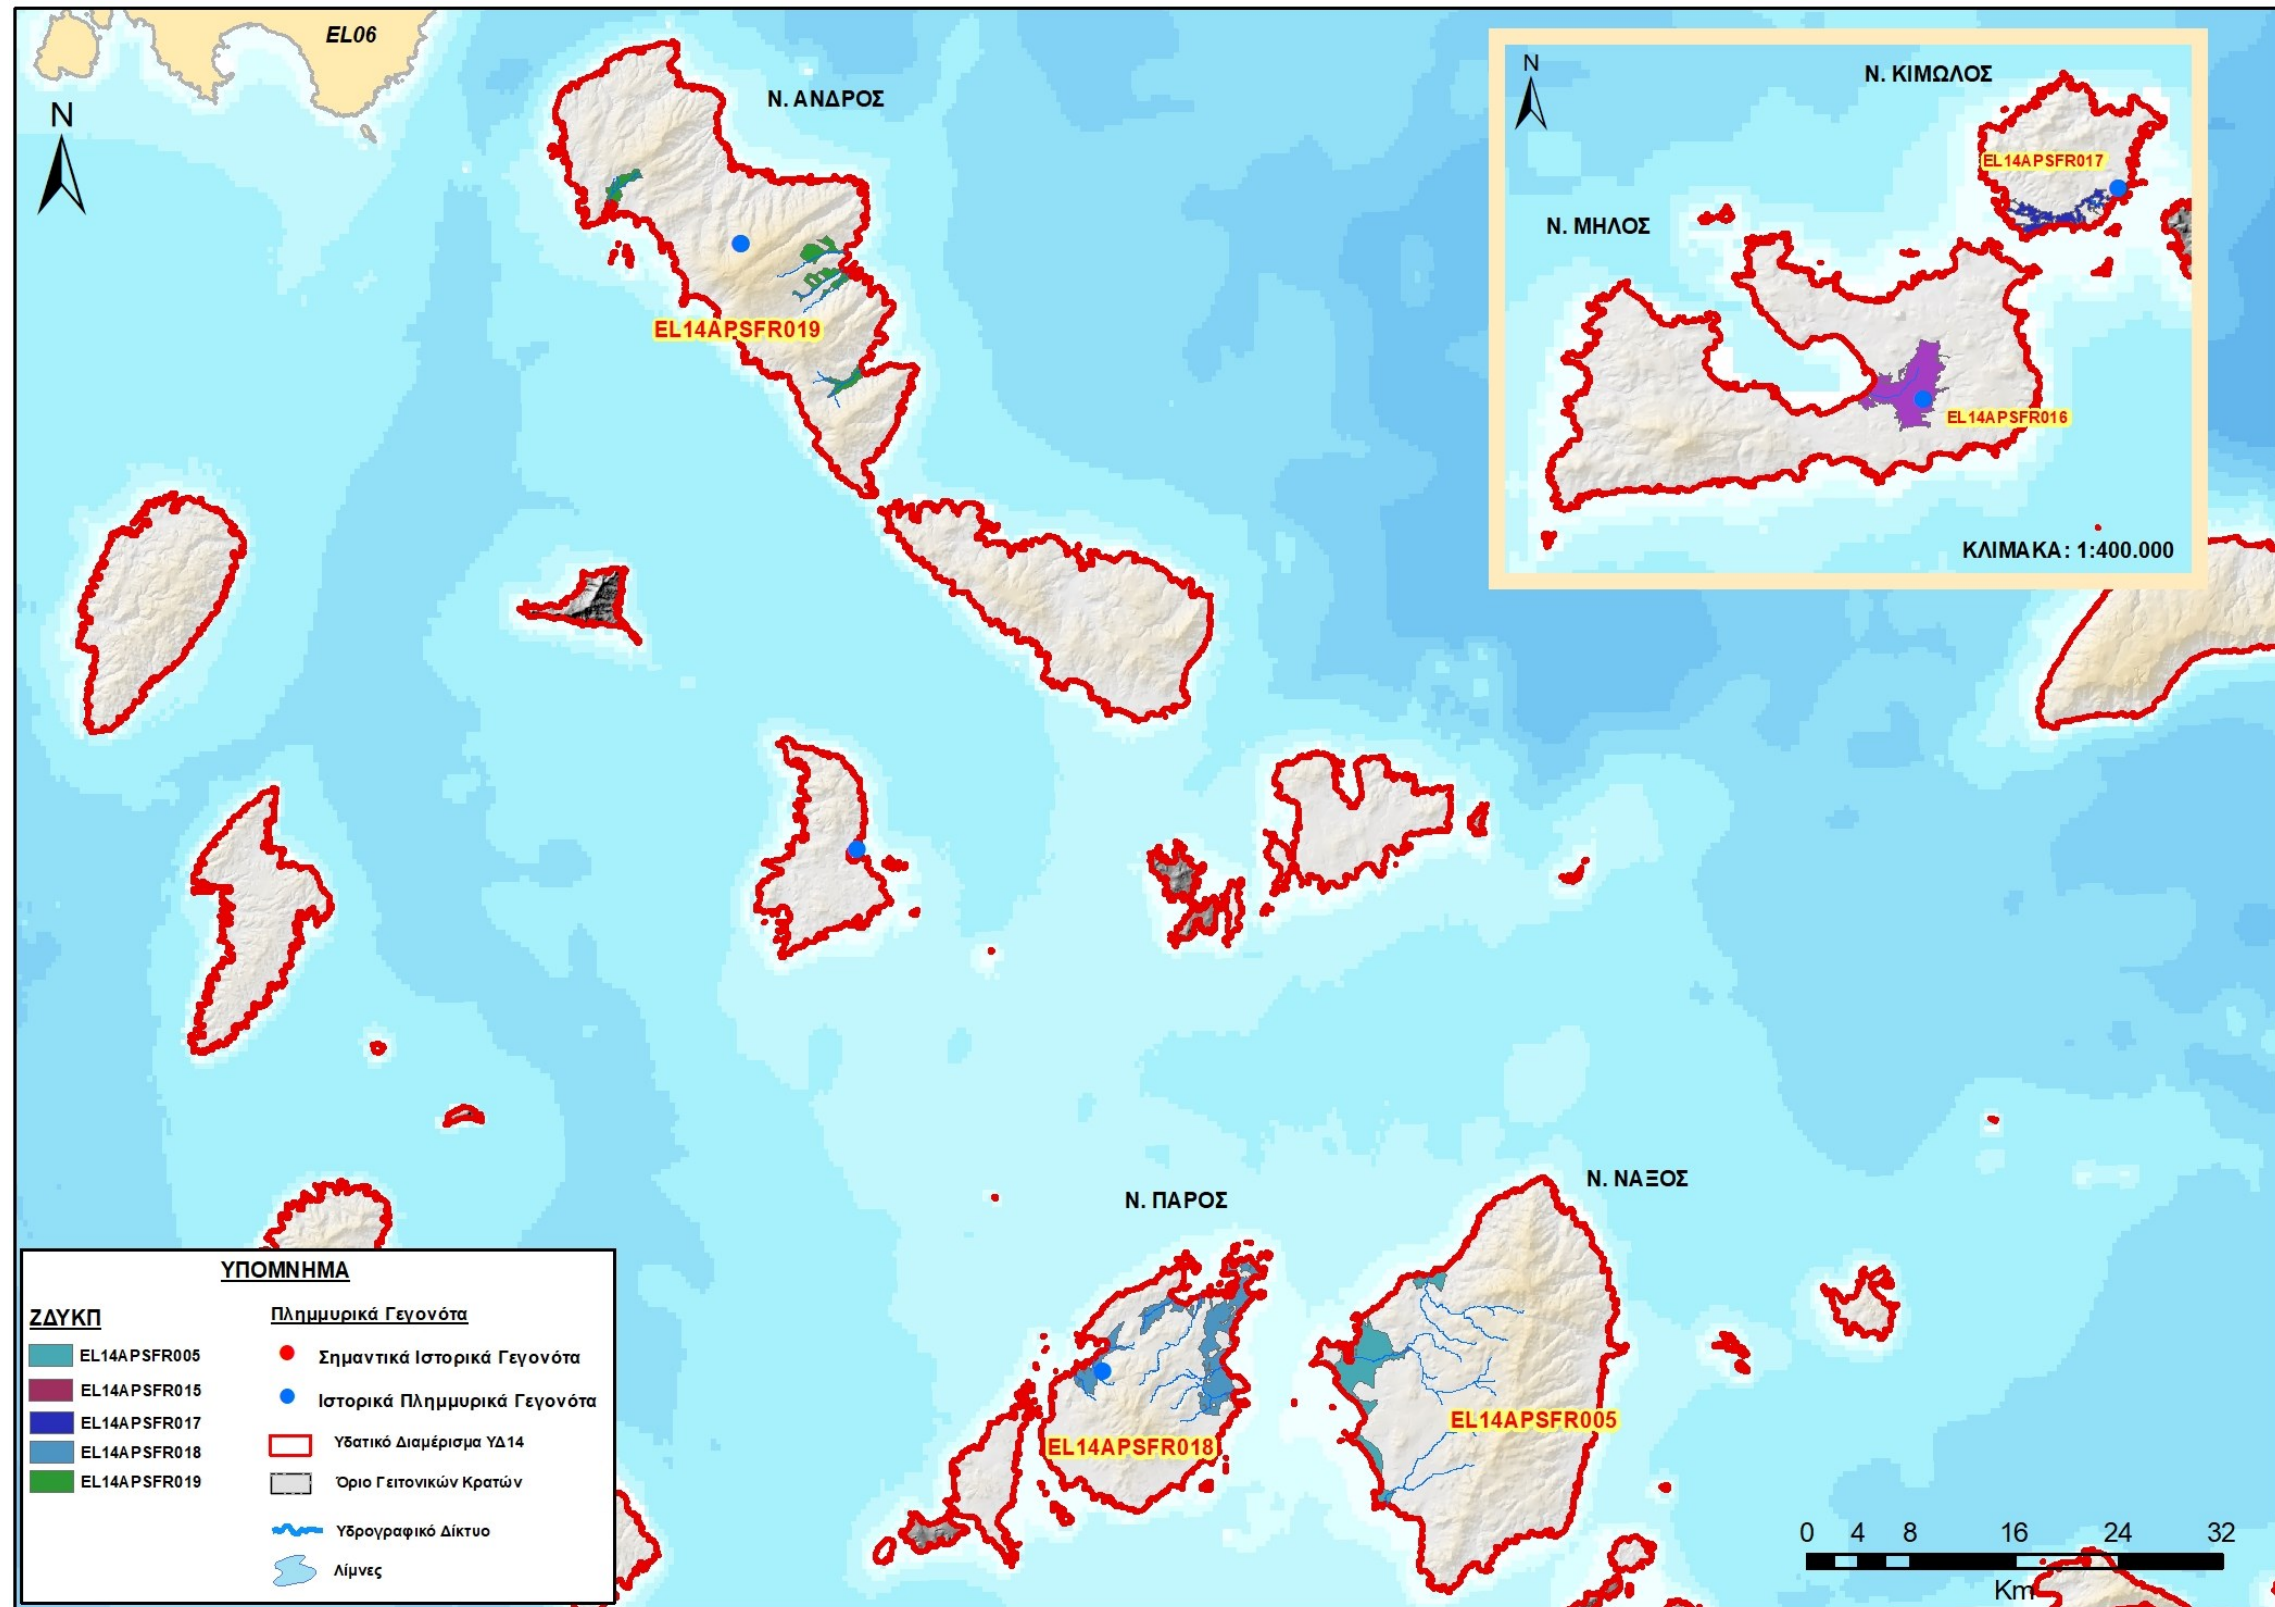 EL06
N
Ν. ΑΝΔΡΟΣ
EL14APSFR019
N
Ν. ΚΙΜΩΛΟΣ
EL14APSFR017
Ν. ΜΗΛΟΣ
EL14APSFR016
ΚΛΙΜΑΚΑ: 1:400.000
Ν. ΠΑΡΟΣ
Ν. ΝΑΞΟΣ
EL14APSFR018
EL14APSFR005
ΥΠΟΜΝΗΜΑ
ΖΔΥΚΠ
EL14APSFR005
EL14APSFR015
EL14APSFR017
EL14APSFR018
EL14APSFR019
Πλημμυρικά Γεγονότα
Σημαντικά Ιστορικά Γεγονότα
Ιστορικά Πλημμυρικά Γεγονότα
Υδατικό Διαμέρισμα ΥΔ14
Όριο Γειτονικών Κρατών
Υδρογραφικό Δίκτυο
Λίμνες
0 4 8 16 24 32
Km